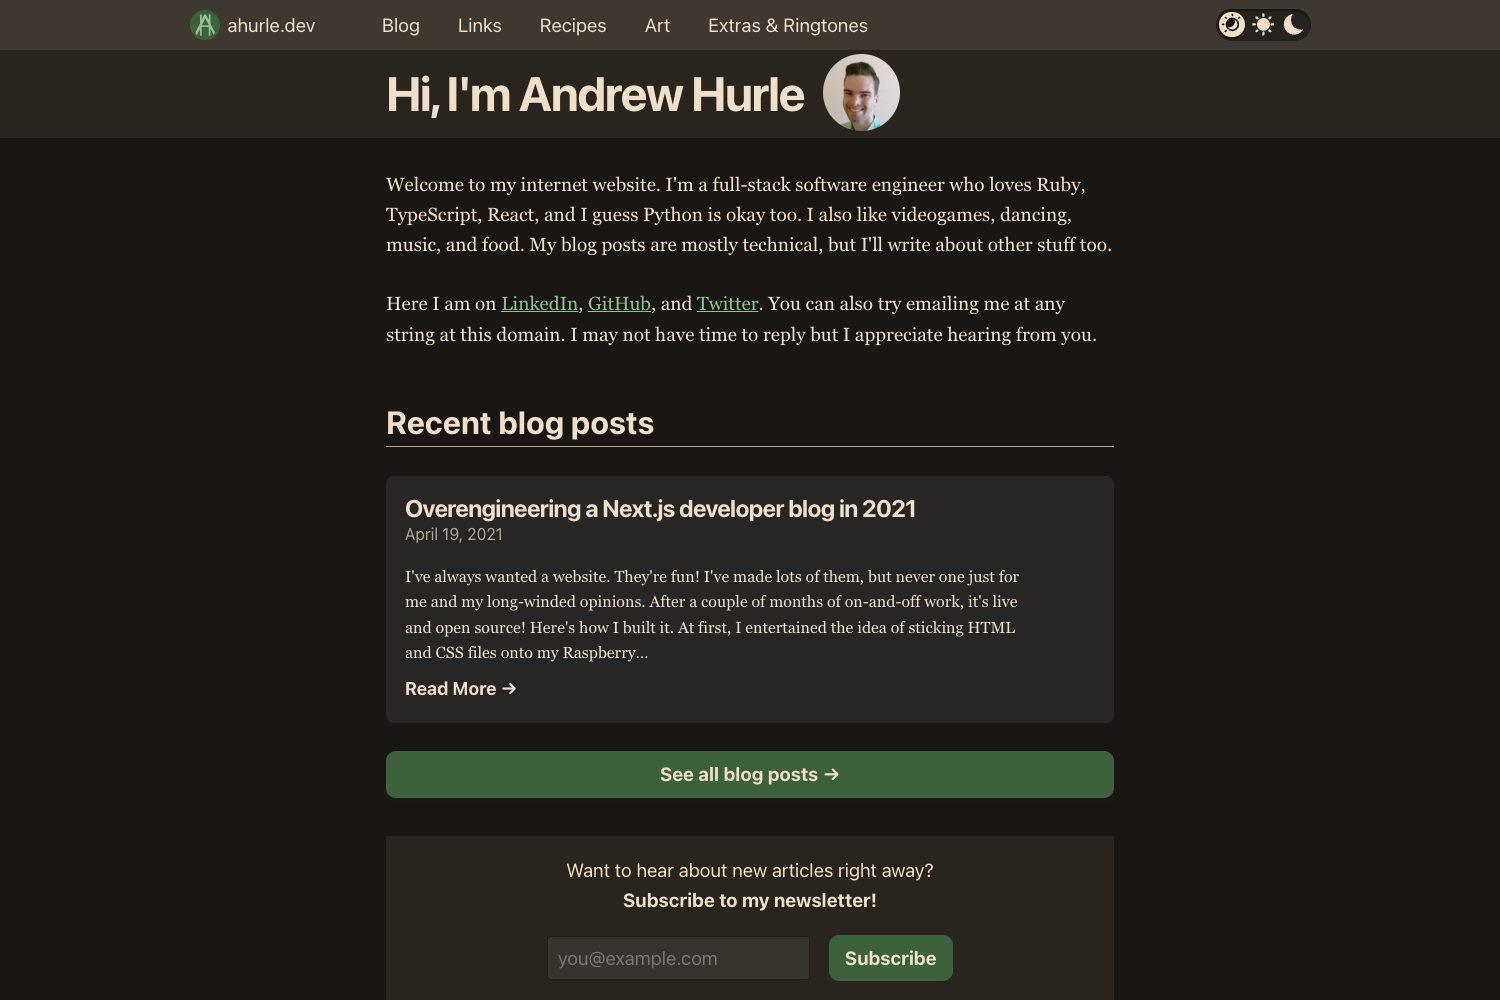 ahurle.dev
Blog
Links
Recipes
Art
Extras & Ringtones
Hi, I'm Andrew Hurle
Welcome to my internet website. I'm a full-stack software engineer who loves Ruby,
TypeScript, React, and I guess Python is okay too. I also like videogames, dancing,
music, and food. My blog posts are mostly technical, but I'll write about other stuff too.
Here I am on LinkedIn, GitHub, and Twitter. You can also try emailing me at any
string at this domain. I may not have time to reply but I appreciate hearing from you.
Recent blog posts
Overengineering a Next.js developer blog in 2021
April 19, 2021
I've always wanted a website. They're fun! I've made lots of them, but never one just for
me and my long-winded opinions. After a couple of months of on-and-off work, it's live
and open source! Here's how I built it. At first, I entertained the idea of sticking HTML
and CSS files onto my Raspberry…
Read More →
See all blog posts →
Want to hear about new articles right away?
Subscribe to my newsletter!
you@example.com
Subscribe